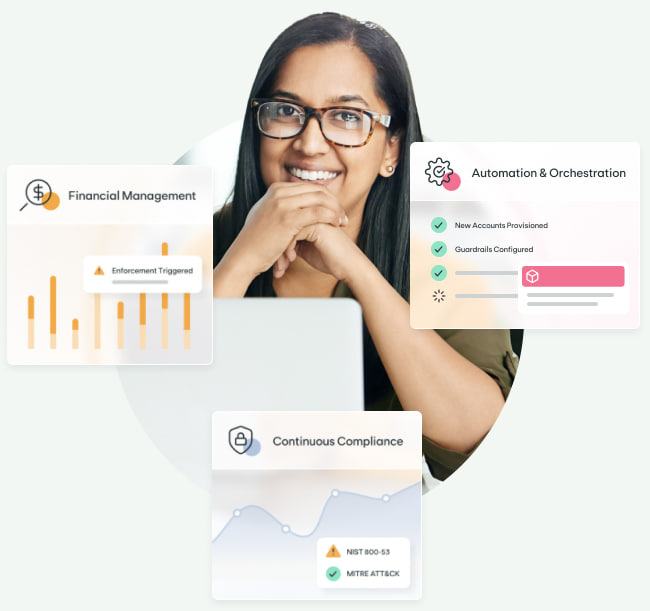 Financial Management
Enforcement Triggered
Automation & Orchestration
New Accounts Provisioned
Guardrails Configured
Continuous Compliance
NIST 800-53
MITRE ATT&CK